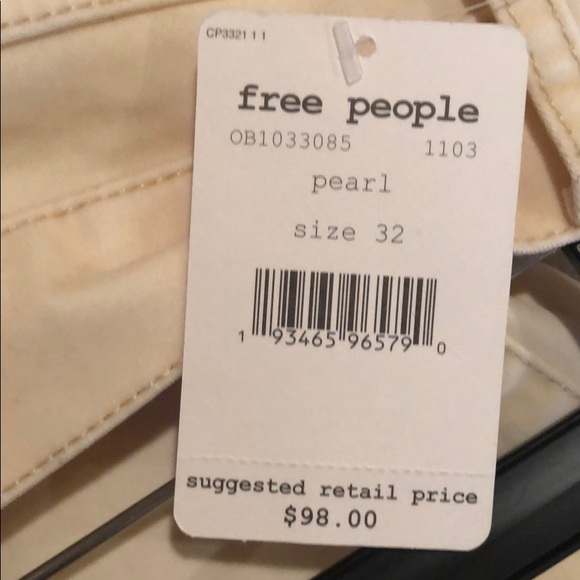 CP3321 1 1
free people
OB1033085 1103
pearl
size 32
1 93465 96579 0
suggested retail price
$98.00